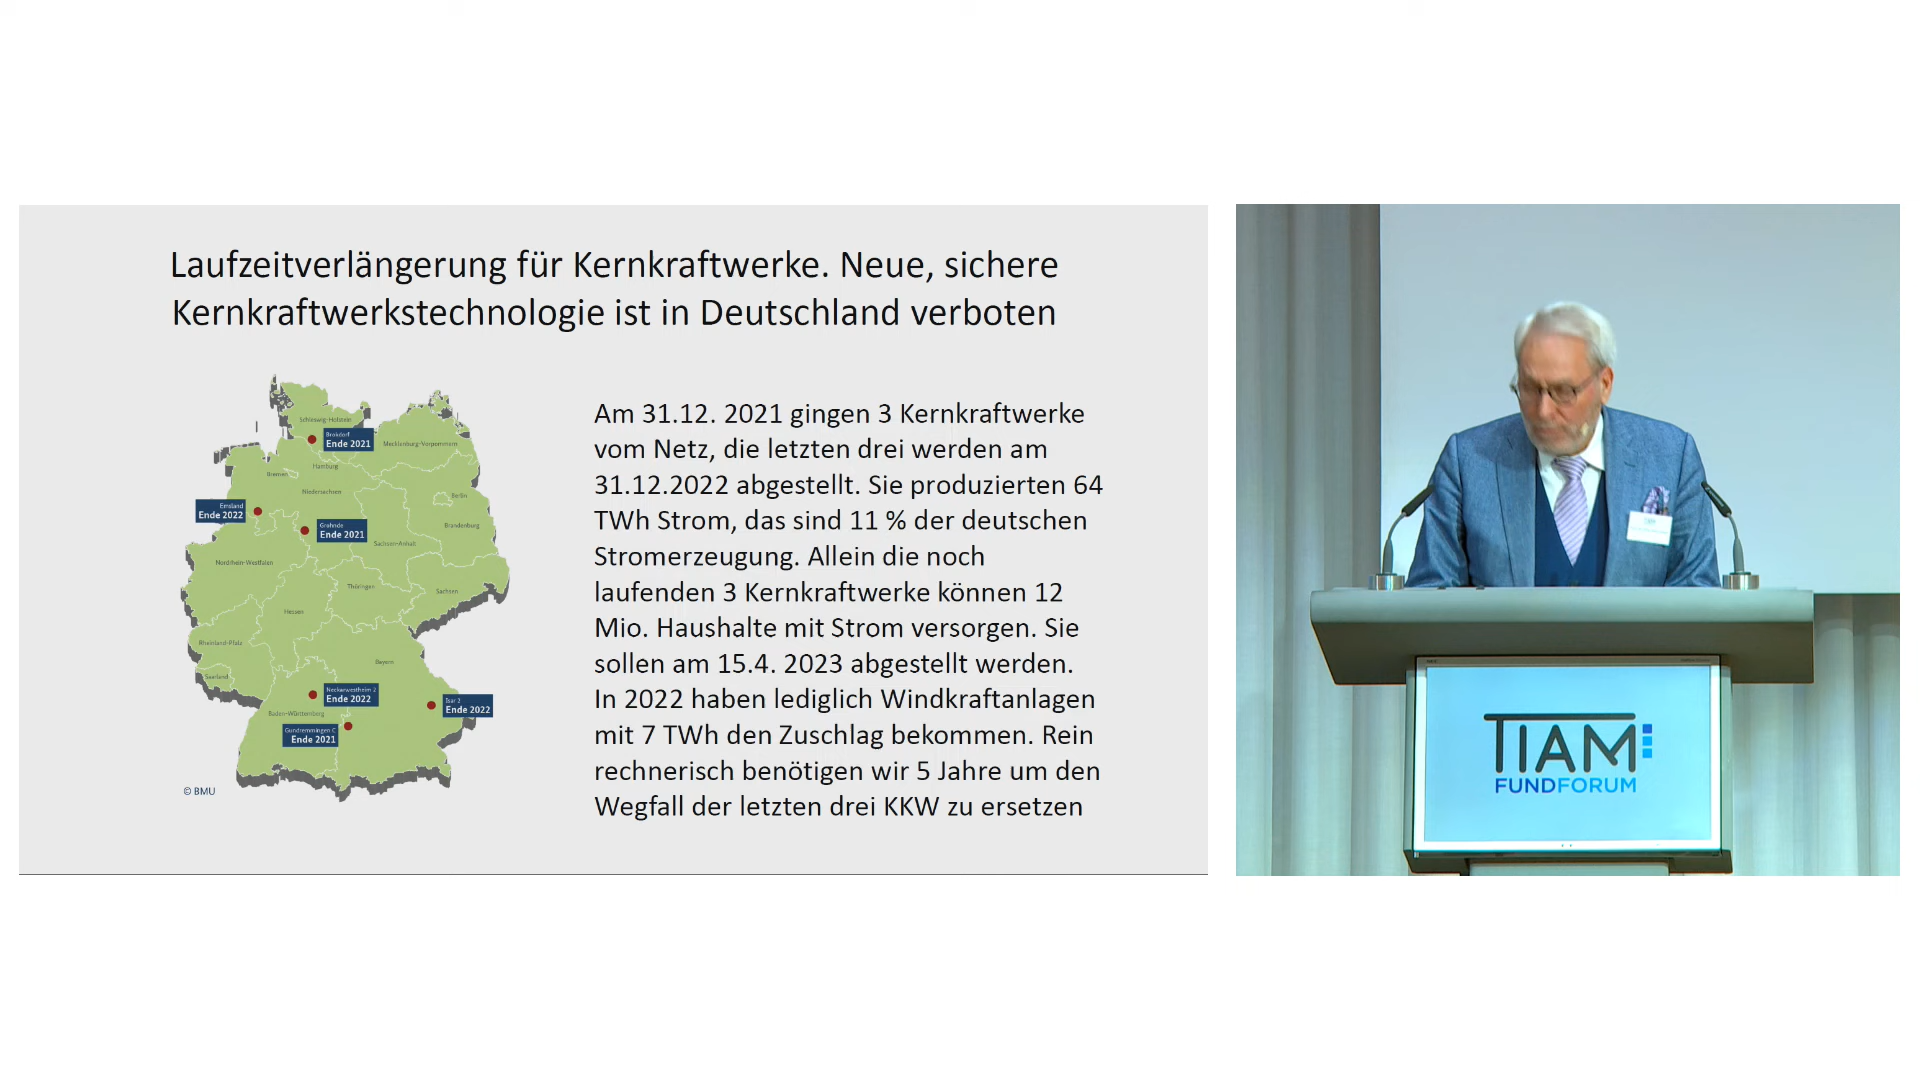 Laufzeitverlängerung für Kernkraftwerke. Neue, sichere
Kernkraftwerkstechnologie ist in Deutschland verboten
Schleswig-Holstein
Brokdorf
Ende 2021
Mecklenburg-Vorpommern
Hamburg
Bremen
Niedersachsen
Berlin
Emsland
Ende 2022
Grohnde
Ende 2021
Brandenburg
Sachsen-Anhalt
Nordrhein-Westfalen
Thüringen
Sachsen
Hessen
Rheinland-Pfalz
Bayern
Saarland
Neckarwestheim 2
Ende 2022
Isar 2
Ende 2022
Baden-Württemberg
Gundremmingen C
Ende 2021
© BMU
Am 31.12. 2021 gingen 3 Kernkraftwerke
vom Netz, die letzten drei werden am
31.12.2022 abgestellt. Sie produzierten 64
TWh Strom, das sind 11 % der deutschen
Stromerzeugung. Allein die noch
laufenden 3 Kernkraftwerke können 12
Mio. Haushalte mit Strom versorgen. Sie
sollen am 15.4. 2023 abgestellt werden.
In 2022 haben lediglich Windkraftanlagen
mit 7 TWh den Zuschlag bekommen. Rein
rechnerisch benötigen wir 5 Jahre um den
Wegfall der letzten drei KKW zu ersetzen
TIAM
FUNDFORUM